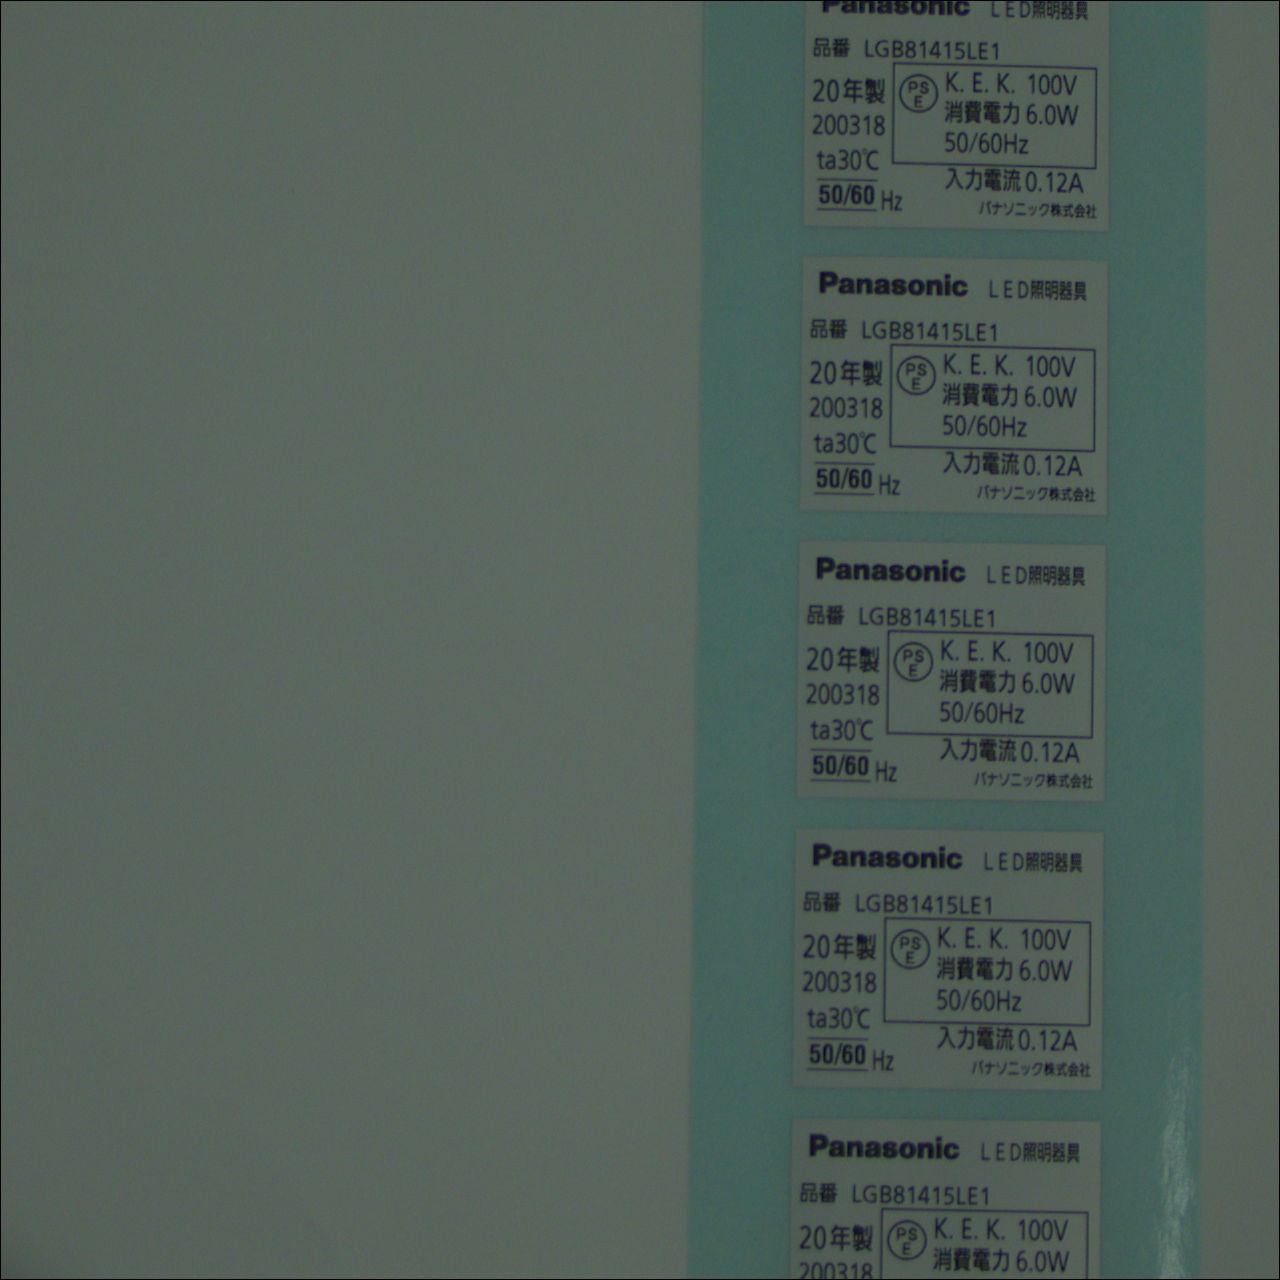 Panasonic LED照明器具
品番 LGB81415LE1
20年製 PSE K. E. K. 100V
200318 消費電力 6.0W
50/60Hz
ta30℃
入力電流 0.12A
50/60 Hz
パナソニック株式会社
Panasonic LED照明器具
品番 LGB81415LE1
20年製 PSE K. E. K. 100V
200318 消費電力 6.0W
50/60Hz
ta30℃
入力電流 0.12A
50/60 Hz
パナソニック株式会社
Panasonic LED照明器具
品番 LGB81415LE1
20年製 PSE K. E. K. 100V
200318 消費電力 6.0W
50/60Hz
ta30℃
入力電流 0.12A
50/60 Hz
パナソニック株式会社
Panasonic LED照明器具
品番 LGB81415LE1
20年製 PSE K. E. K. 100V
200318 消費電力 6.0W
50/60Hz
ta30℃
入力電流 0.12A
50/60 Hz
パナソニック株式会社
Panasonic LED照明器具
品番 LGB81415LE1
20年製 PSE K. E. K. 100V
200318 消費電力 6.0W